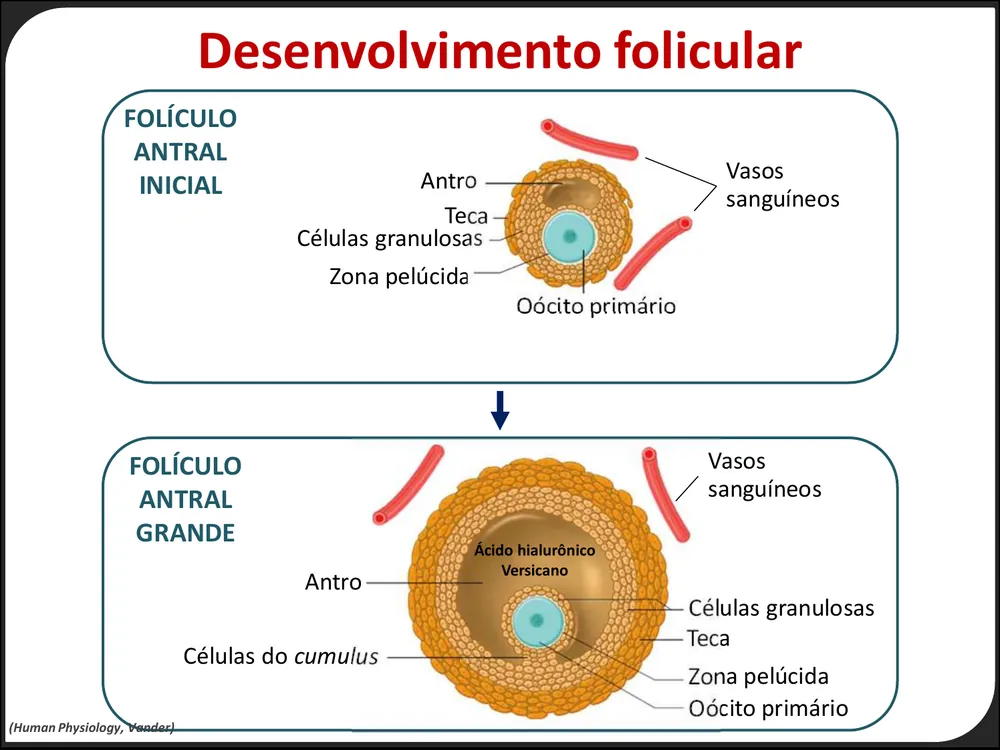 Desenvolvimento folicular
FOLÍCULO
ANTRAL
INICIAL
Antro
Teca
Células granulosas
Zona pelúcida
Oócito primário
Vasos
sanguíneos
FOLÍCULO
ANTRAL
GRANDE
Vasos
sanguíneos
Ácido hialurônico
Versicano
Antro
Células do cumulus
Células granulosas
Teca
Zona pelúcida
Oócito primário
(Human Physiology, Vander)